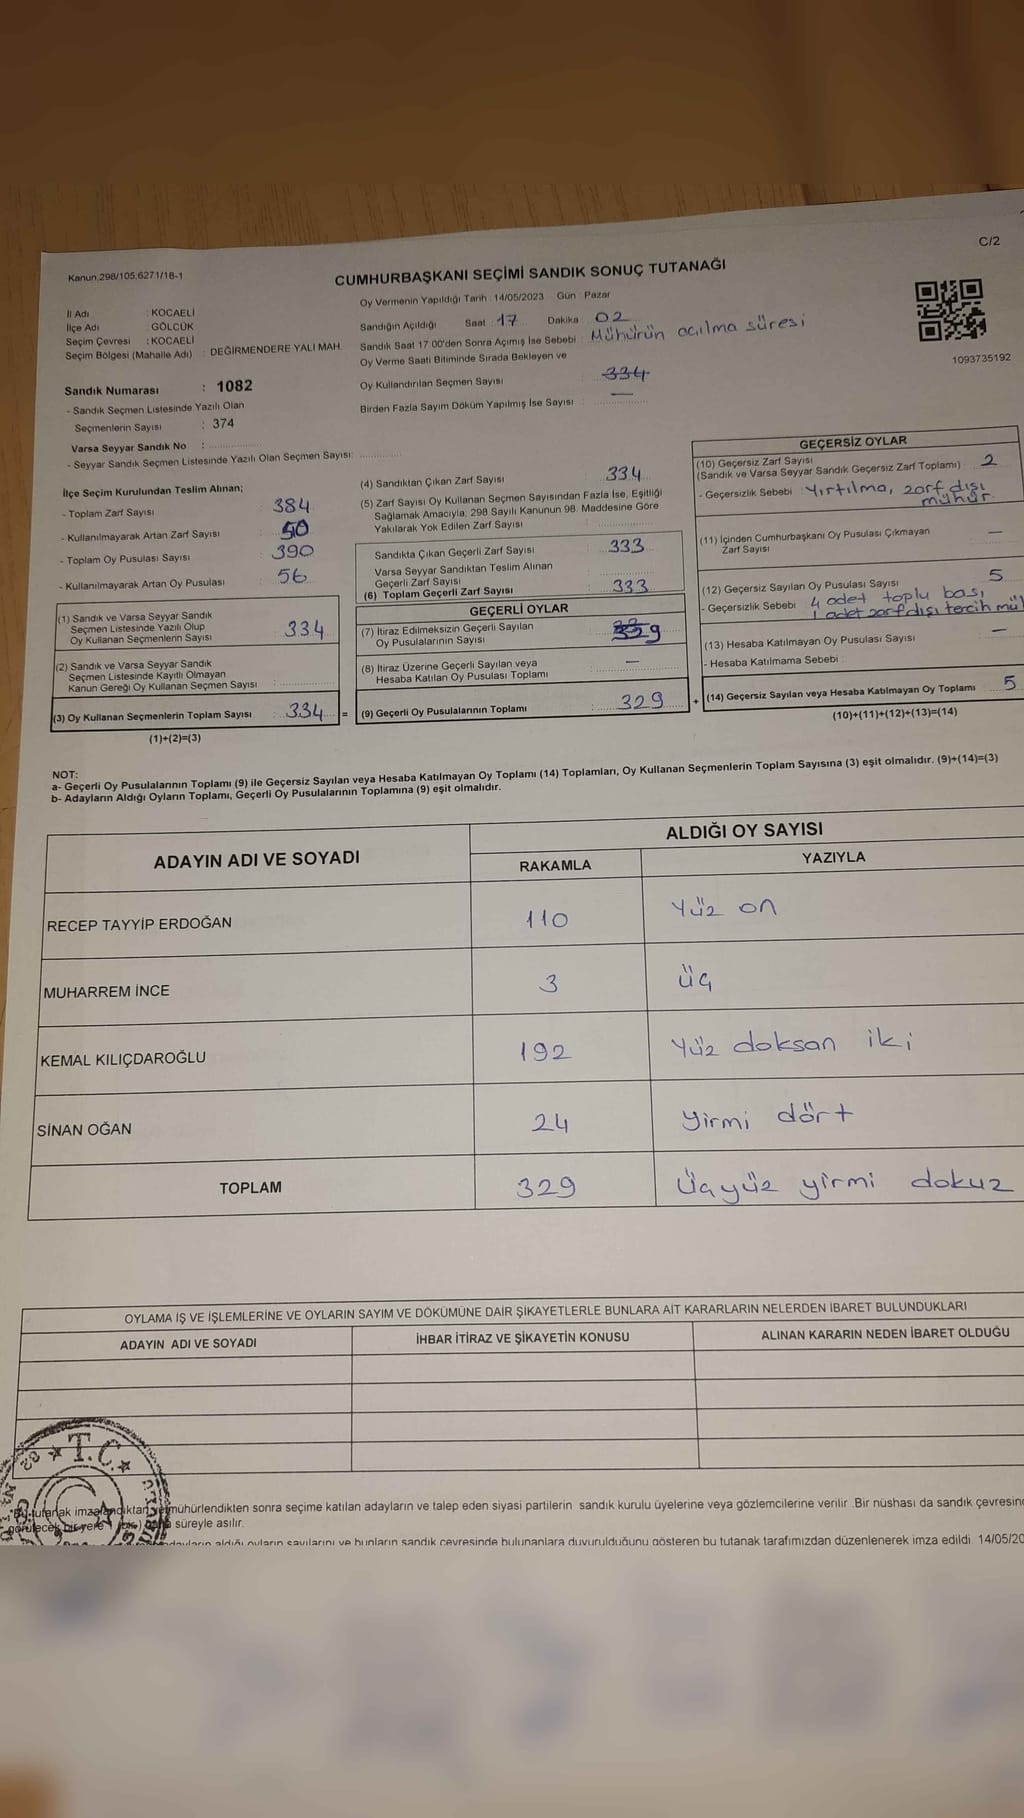 C/2
Kanun.298/105;6271/16-1
CUMHURBAŞKANI SEÇİMİ SANDIK SONUÇ TUTANAĞI
İl Adı : KOCAELİ
İlçe Adı : GÖLCÜK
Seçim Çevresi : KOCAELİ
Seçim Bölgesi (Mahalle Adı) : DEĞİRMENDERE YALI MAH.
Sandık Numarası : 1082
- Sandık Seçmen Listesinde Yazılı Olan
Seçmenlerin Sayısı : 374
Varsa Seyyar Sandık No :
- Seyyar Sandık Seçmen Listesinde Yazılı Olan Seçmen Sayısı:
Oy Vermenin Yapıldığı Tarih : 14/05/2023 Gün : Pazar
Sandığın Açıldığı Saat : 17 Dakika 02
Sandık Saat 17.00'den Sonra Açımış İse Sebebi : Mühürün açılma süresi
Oy Verme Saati Bitiminde Sırada Bekleyen ve
Oy Kullandırılan Seçmen Sayısı : 334
Birden Fazla Sayım Döküm Yapılmış İse Sayısı : —
1093735192
İlçe Seçim Kurulundan Teslim Alınan;
- Toplam Zarf Sayısı : 384
- Kullanılmayarak Artan Zarf Sayısı : 50
- Toplam Oy Pusulası Sayısı : 390
- Kullanılmayarak Artan Oy Pusulası : 56
(1) Sandık ve Varsa Seyyar Sandık
Seçmen Listesinde Yazılı Olup
Oy Kullanan Seçmenlerin Sayısı : 334
(2) Sandık ve Varsa Seyyar Sandık
Seçmen Listesinde Kayıtlı Olmayan
Kanun Gereği Oy Kullanan Seçmen Sayısı :
(3) Oy Kullanan Seçmenlerin Toplam Sayısı : 334 =
(1)+(2)=(3)
(4) Sandıktan Çıkan Zarf Sayısı : 334
(5) Zarf Sayısı Oy Kullanan Seçmen Sayısından Fazla İse, Eşitliği
Sağlamak Amacıyla, 298 Sayılı Kanunun 98. Maddesine Göre
Yakılarak Yok Edilen Zarf Sayısı :
Sandıkta Çıkan Geçerli Zarf Sayısı : 333
Varsa Seyyar Sandıktan Teslim Alınan
Geçerli Zarf Sayısı :
(6) Toplam Geçerli Zarf Sayısı : 333
GEÇERLİ OYLAR
(7) İtiraz Edilmeksizin Geçerli Sayılan
Oy Pusulalarının Sayısı : 329
(8) İtiraz Üzerine Geçerli Sayılan veya
Hesaba Katılan Oy Pusulası Toplamı : —
(9) Geçerli Oy Pusulalarının Toplamı : 329 +
GEÇERSİZ OYLAR
(10) Geçersiz Zarf Sayısı
(Sandık ve Varsa Seyyar Sandık Geçersiz Zarf Toplamı) : 2
- Geçersizlik Sebebi : Yırtılma, zarf dışı
mühür.
(11) İçinden Cumhurbaşkanı Oy Pusulası Çıkmayan
Zarf Sayısı : —
(12) Geçersiz Sayılan Oy Pusulası Sayısı : 5
- Geçersizlik Sebebi : 4 adet toplu bası
1 adet zarf dışı tercih mü
(13) Hesaba Katılmayan Oy Pusulası Sayısı : —
- Hesaba Katılmama Sebebi :
(14) Geçersiz Sayılan veya Hesaba Katılmayan Oy Toplamı : 5
(10)+(11)+(12)+(13)=(14)
NOT:
a- Geçerli Oy Pusulalarının Toplamı (9) ile Geçersiz Sayılan veya Hesaba Katılmayan Oy Toplamı (14) Toplamları, Oy Kullanan Seçmenlerin Toplam Sayısına (3) eşit olmalıdır. (9)+(14)=(3)
b- Adayların Aldığı Oyların Toplamı, Geçerli Oy Pusulalarının Toplamına (9) eşit olmalıdır.
ADAYIN ADI VE SOYADI
ALDIĞI OY SAYISI
RAKAMLA YAZIYLA
RECEP TAYYİP ERDOĞAN 110 Yüz on
MUHARREM İNCE 3 üç
KEMAL KILIÇDAROĞLU 192 Yüz doksan iki
SİNAN OĞAN 24 Yirmi dört
TOPLAM 329 Üçyüz yirmi dokuz
OYLAMA İŞ VE İŞLEMLERİNE VE OYLARIN SAYIM VE DÖKÜMÜNE DAİR ŞİKAYETLERLE BUNLARA AİT KARARLARIN NELERDEN İBARET BULUNDUKLARI
ADAYIN ADI VE SOYADI İHBAR İTİRAZ VE ŞİKAYETİN KONUSU ALINAN KARARIN NEDEN İBARET OLDUĞU
T.C.
Bu tutanak imzalandıktan ve mühürlendikten sonra seçime katılan adayların ve talep eden siyasi partilerin sandık kurulu üyelerine veya gözlemcilerine verilir .Bir nüshası da sandık çevresin
görülecek bir yere süreyle asılır.
aldığı oyların sayılarını ve bunların sandık çevresinde bulunanlara duyurulduğunu gösteren bu tutanak tarafımızdan düzenlenerek imza edildi. 14/05/20